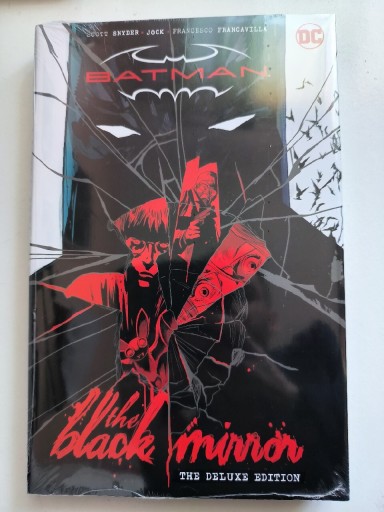 SCOTT SNYDER · JOCK · FRANCESCO FRANCAVILLA
DC
BATMAN
the
black mirror
THE DELUXE EDITION